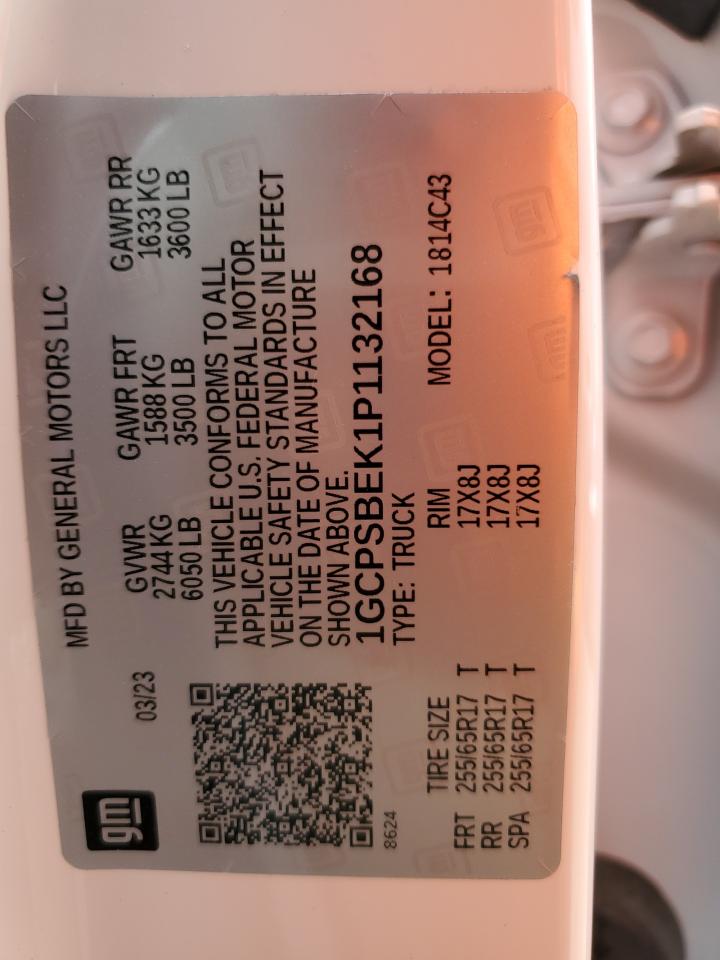 gm
MFD BY GENERAL MOTORS LLC
03/23 GVWR GAWR FRT GAWR RR
2744 KG 1588 KG 1633 KG
6050 LB 3500 LB 3600 LB
THIS VEHICLE CONFORMS TO ALL
APPLICABLE U.S. FEDERAL MOTOR
VEHICLE SAFETY STANDARDS IN EFFECT
ON THE DATE OF MANUFACTURE
SHOWN ABOVE.
1GCPSBEK1P1132168
8624
TYPE: TRUCK
TIRE SIZE RIM MODEL: 1814C43
FRT 255/65R17 T 17X8J
RR 255/65R17 T 17X8J
SPA 255/65R17 T 17X8J